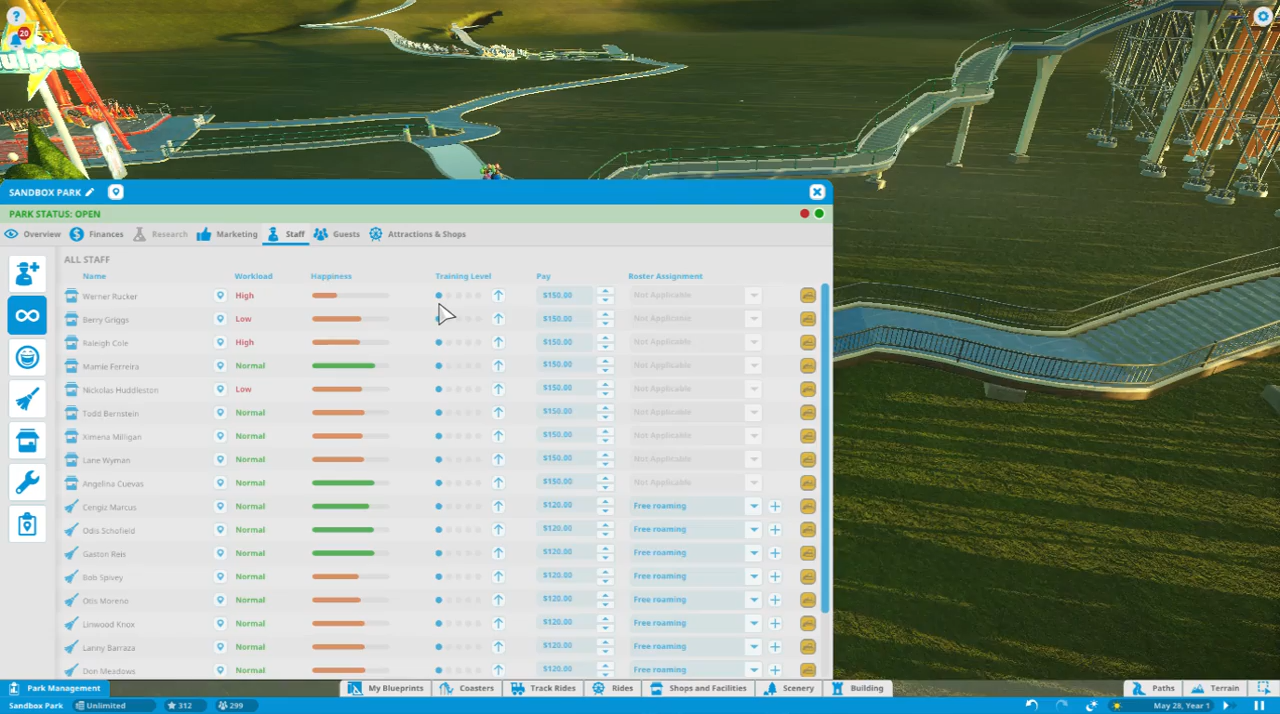 ?
20
SANDBOX PARK
PARK STATUS: OPEN
Overview Finances Research Marketing Staff Guests Attractions & Shops
ALL STAFF
Name Workload Happiness Training Level Pay Roster Assignment
Werner Rucker High $150.00 Not Applicable
Berry Griggs Low $150.00 Not Applicable
Raleigh Cole High $150.00 Not Applicable
Mamie Ferreira Normal $150.00 Not Applicable
Nickolas Huddleston Low $150.00 Not Applicable
Todd Bernstein Normal $150.00 Not Applicable
Ximena Milligan Normal $150.00 Not Applicable
Lane Wyman Normal $150.00 Not Applicable
Angelina Cuevas Normal $150.00 Not Applicable
Cengiz Marcus Normal $120.00 Free roaming
Odis Schofield Normal $120.00 Free roaming
Gaston Reis Normal $120.00 Free roaming
Bob Spivey Normal $120.00 Free roaming
Otis Moreno Normal $120.00 Free roaming
Linwood Knox Normal $120.00 Free roaming
Lanny Barraza Normal $120.00 Free roaming
Don Meadows Normal $120.00 Free roaming
Park Management My Blueprints Coasters Track Rides Rides Shops and Facilities Scenery Building Paths Terrain
Sandbox Park Unlimited 312 299 May 28, Year 1